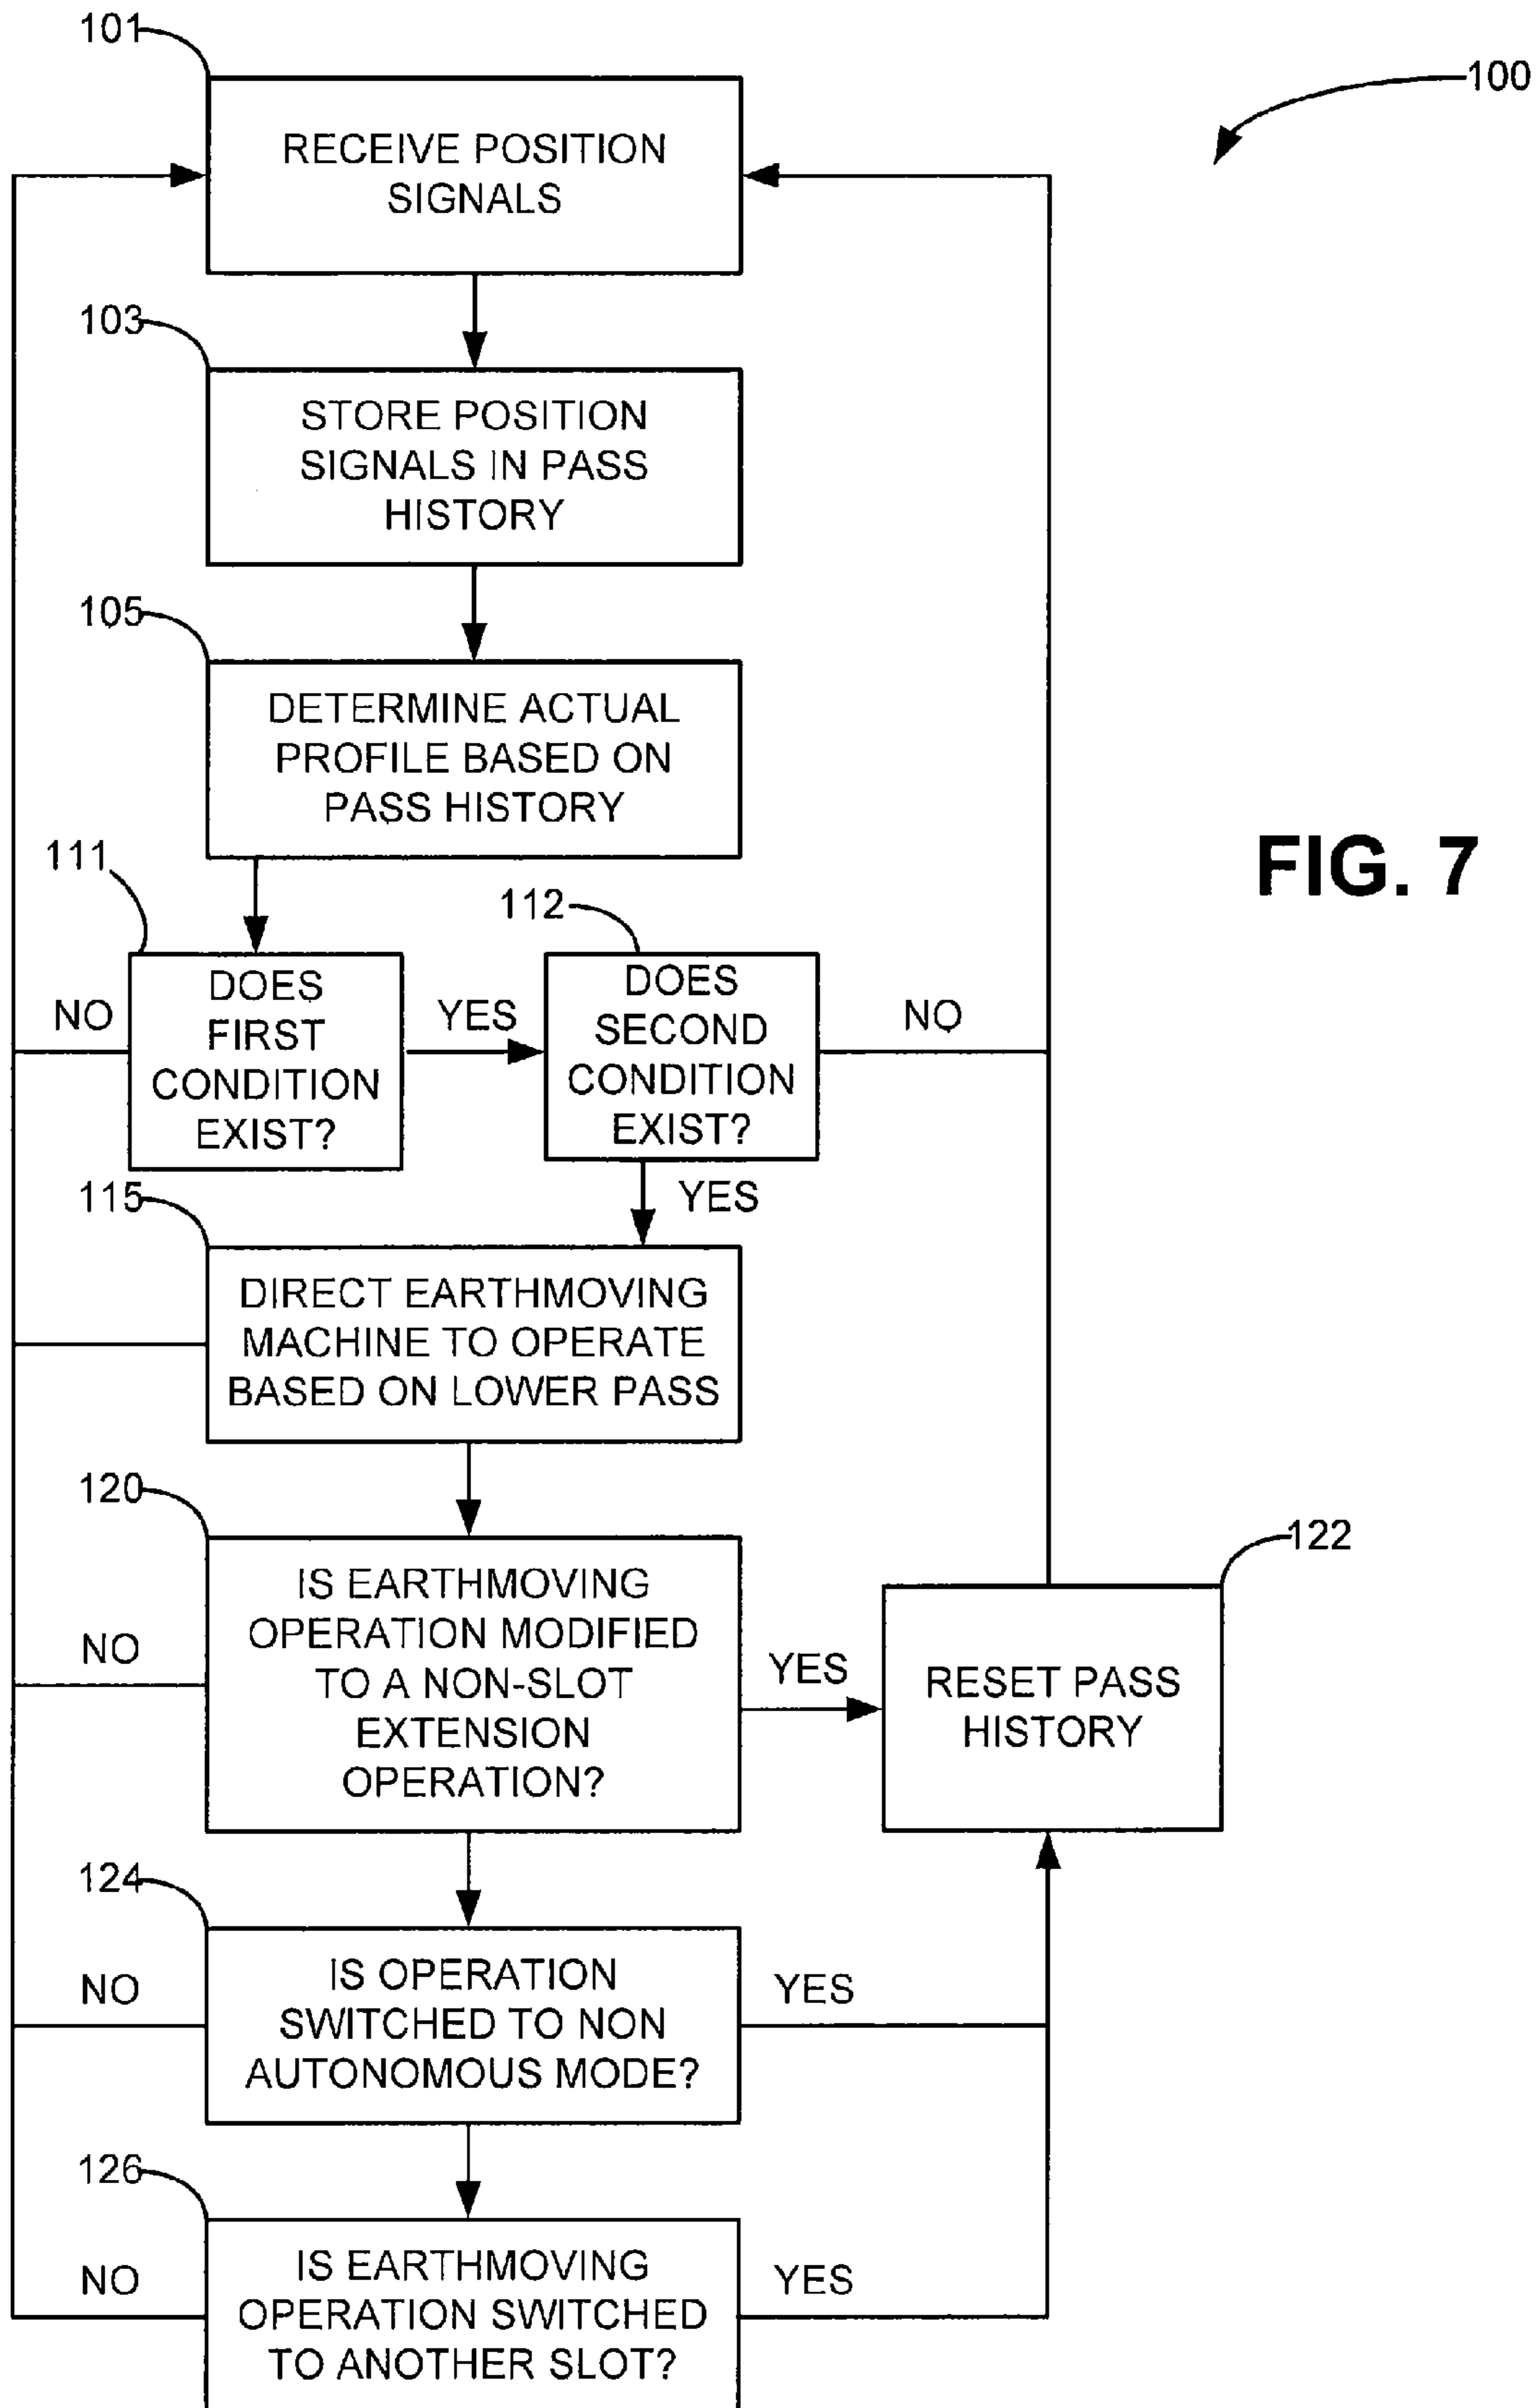 101
100
RECEIVE POSITION
SIGNALS
103
STORE POSITION
SIGNALS IN PASS
HISTORY
105
DETERMINE ACTUAL
PROFILE BASED ON
PASS HISTORY
FIG. 7
111
112
NO
DOES
FIRST
CONDITION
EXIST?
YES
DOES
SECOND
CONDITION
EXIST?
NO
YES
115
DIRECT EARTHMOVING
MACHINE TO OPERATE
BASED ON LOWER PASS
120
122
NO
IS EARTHMOVING
OPERATION MODIFIED
TO A NON-SLOT
EXTENSION
OPERATION?
YES
RESET PASS
HISTORY
124
NO
IS OPERATION
SWITCHED TO NON
AUTONOMOUS MODE?
YES
126
NO
IS EARTHMOVING
OPERATION SWITCHED
TO ANOTHER SLOT?
YES